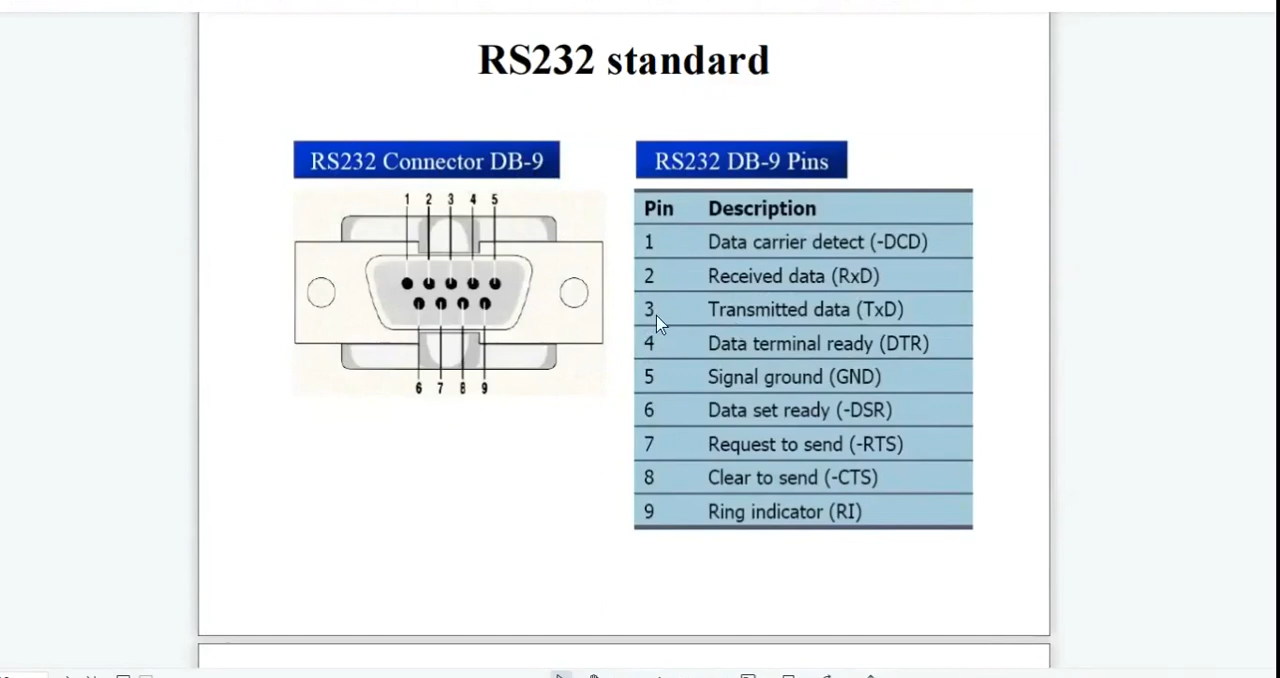 RS232 standard
RS232 Connector DB-9
1 2 3 4 5
6 7 8 9
RS232 DB-9 Pins
Pin Description
1 Data carrier detect (-DCD)
2 Received data (RxD)
3 Transmitted data (TxD)
4 Data terminal ready (DTR)
5 Signal ground (GND)
6 Data set ready (-DSR)
7 Request to send (-RTS)
8 Clear to send (-CTS)
9 Ring indicator (RI)